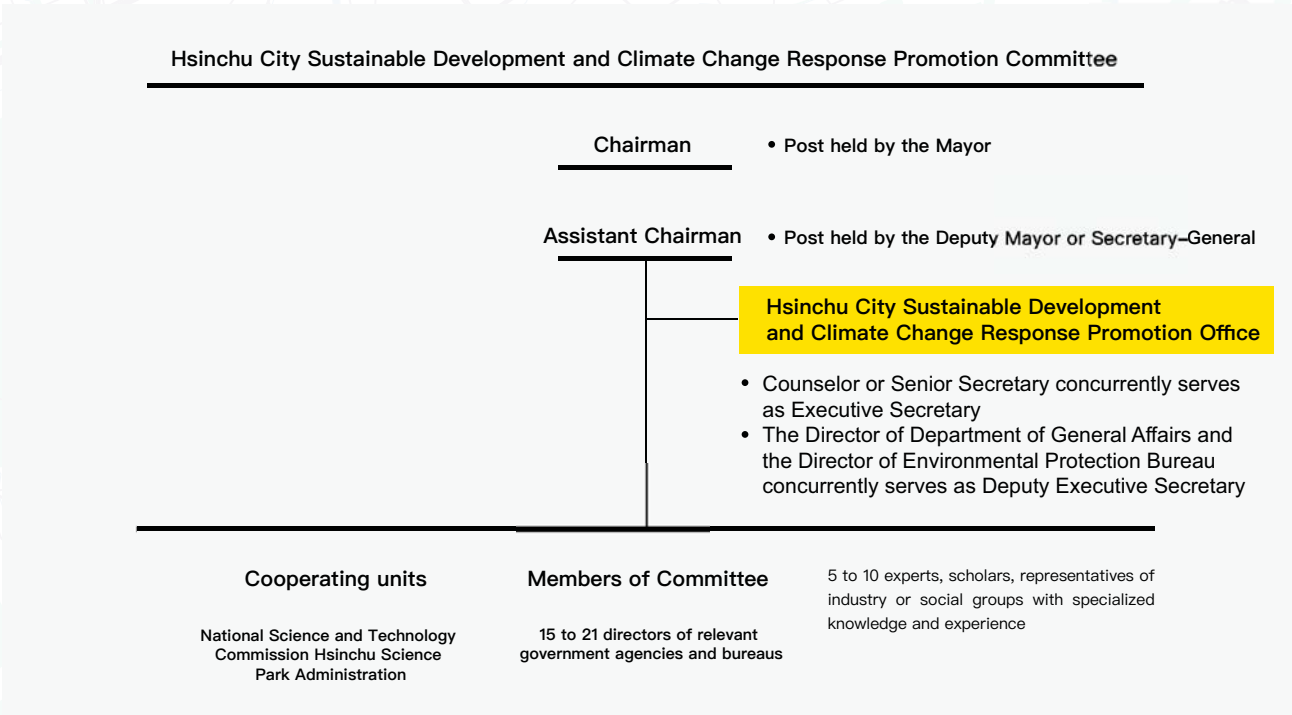 Hsinchu City Sustainable Development and Climate Change Response Promotion Committee
Chairman
• Post held by the Mayor
Assistant Chairman
• Post held by the Deputy Mayor or Secretary-General
Hsinchu City Sustainable Development
and Climate Change Response Promotion Office
• Counselor or Senior Secretary concurrently serves
as Executive Secretary
• The Director of Department of General Affairs and
the Director of Environmental Protection Bureau
concurrently serves as Deputy Executive Secretary
Cooperating units
National Science and Technology
Commission Hsinchu Science
Park Administration
Members of Committee
15 to 21 directors of relevant
government agencies and bureaus
5 to 10 experts, scholars, representatives of
industry or social groups with specialized
knowledge and experience